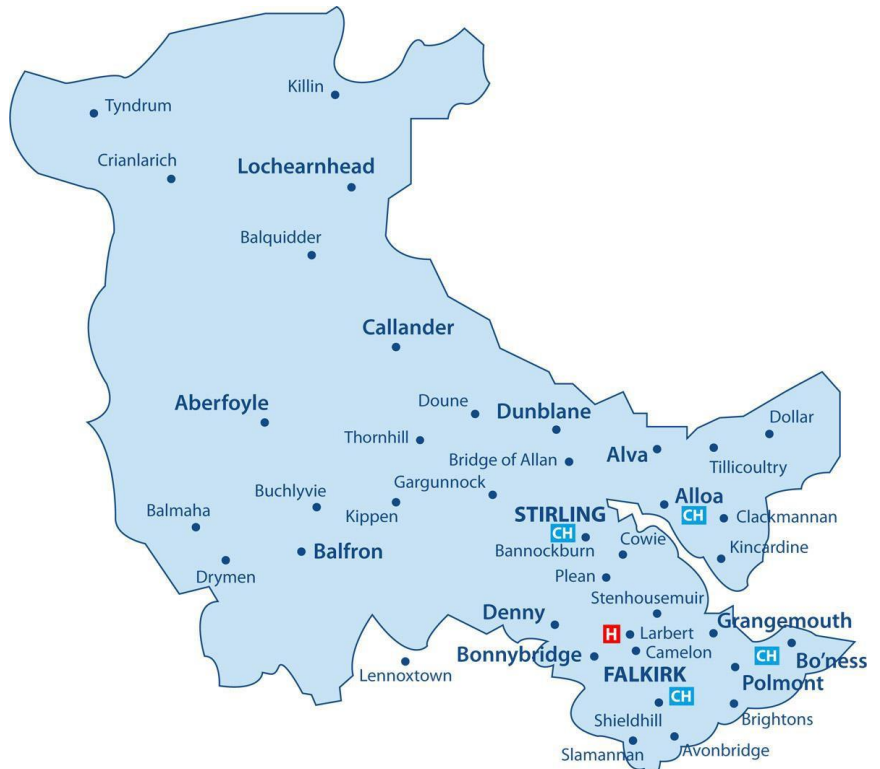 Killin
Tyndrum
Crianlarich
Lochearnhead
Balquidder
Callander
Aberfoyle
Doune
Dunblane
Dollar
Thornhill
Bridge of Allan
Alva
Tillicoultry
Gargunnock
Buchlyvie
Balmaha
Kippen
STIRLING
CH
Alloa
CH
Clackmannan
Bannockburn
Cowie
Kincardine
Balfron
Drymen
Plean
Stenhousemuir
Denny
Grangemouth
H
Larbert
Camelon
Bonnybridge
CH
Bo'ness
Lennoxtown
FALKIRK
CH
Polmont
Shieldhill
Brightons
Slamannan
Avonbridge